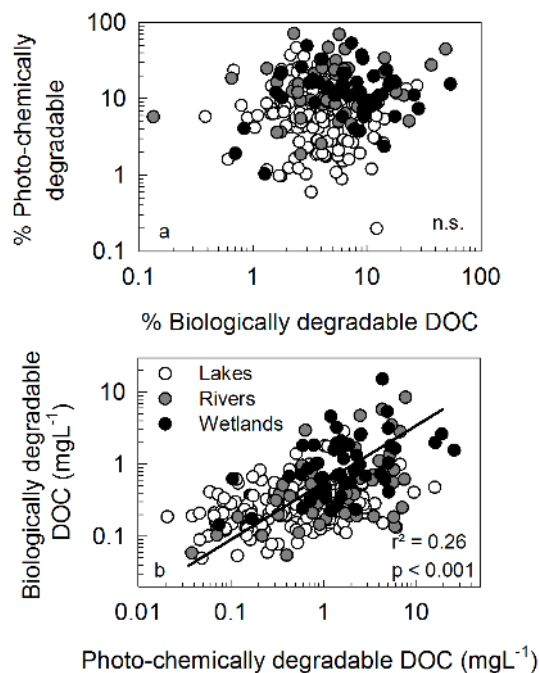 100
10
1
0.1
% Photo-chemically
degradable
a
n.s.
0.1 1 10 100
% Biologically degradable DOC
10
1
0.1
Biologically degradable
DOC (mgL⁻¹)
Lakes
Rivers
Wetlands
r² = 0.26
p < 0.001
b
0.01 0.1 1 10
Photo-chemically degradable DOC (mgL⁻¹)